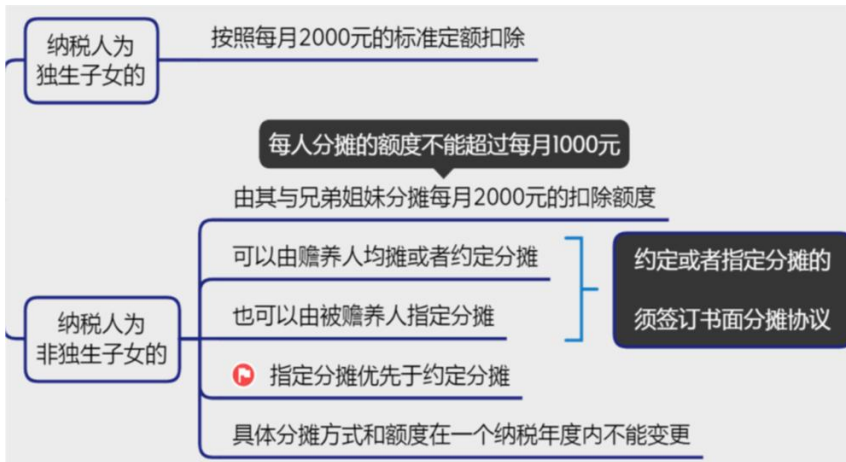 纳税人为
独生子女的
按照每月2000元的标准定额扣除
每人分摊的额度不能超过每月1000元
由其与兄弟姐妹分摊每月2000元的扣除额度
可以由赡养人均摊或者约定分摊
也可以由被赡养人指定分摊
约定或者指定分摊的
须签订书面分摊协议
纳税人为
非独生子女的
指定分摊优先于约定分摊
具体分摊方式和额度在一个纳税年度内不能变更